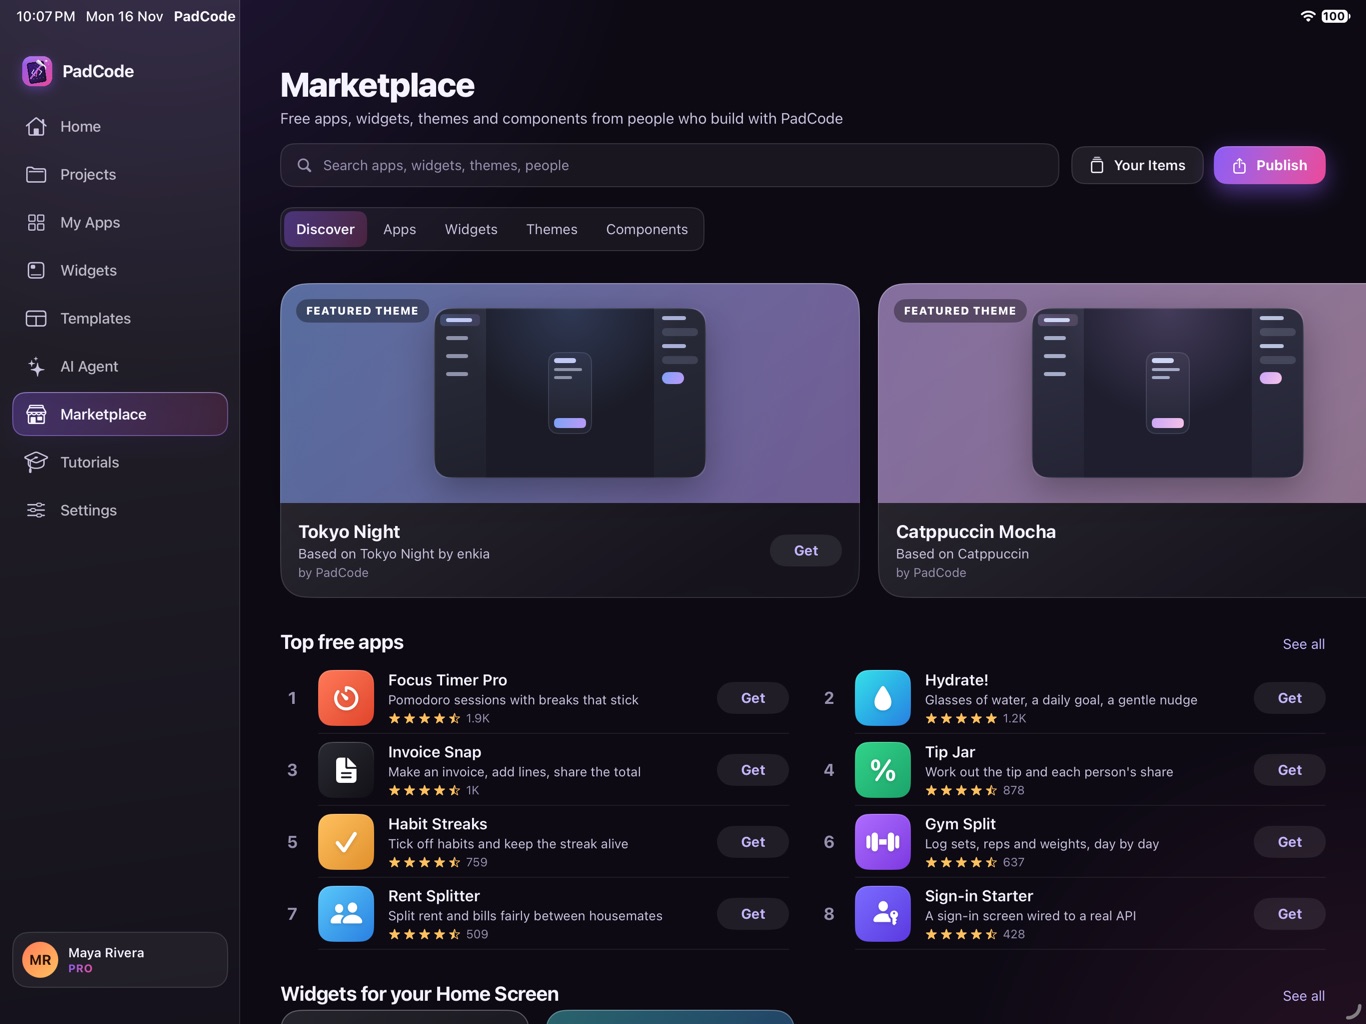 10:07 PM Mon 16 Nov PadCode
100
PadCode
Home
Projects
My Apps
Widgets
Templates
AI Agent
Marketplace
Tutorials
Settings
MR
Maya Rivera
PRO
Marketplace
Free apps, widgets, themes and components from people who build with PadCode
Search apps, widgets, themes, people
Your Items
Publish
Discover
Apps
Widgets
Themes
Components
FEATURED THEME
Tokyo Night
Based on Tokyo Night by enkia
by PadCode
Get
FEATURED THEME
Catppuccin Mocha
Based on Catppuccin
by PadCode
Top free apps
See all
1
Focus Timer Pro
Pomodoro sessions with breaks that stick
1.9K
Get
2
Hydrate!
Glasses of water, a daily goal, a gentle nudge
1.2K
Get
3
Invoice Snap
Make an invoice, add lines, share the total
1K
Get
4
%
Tip Jar
Work out the tip and each person's share
878
Get
5
Habit Streaks
Tick off habits and keep the streak alive
759
Get
6
Gym Split
Log sets, reps and weights, day by day
637
Get
7
Rent Splitter
Split rent and bills fairly between housemates
509
Get
8
Sign-in Starter
A sign-in screen wired to a real API
428
Get
Widgets for your Home Screen
See all